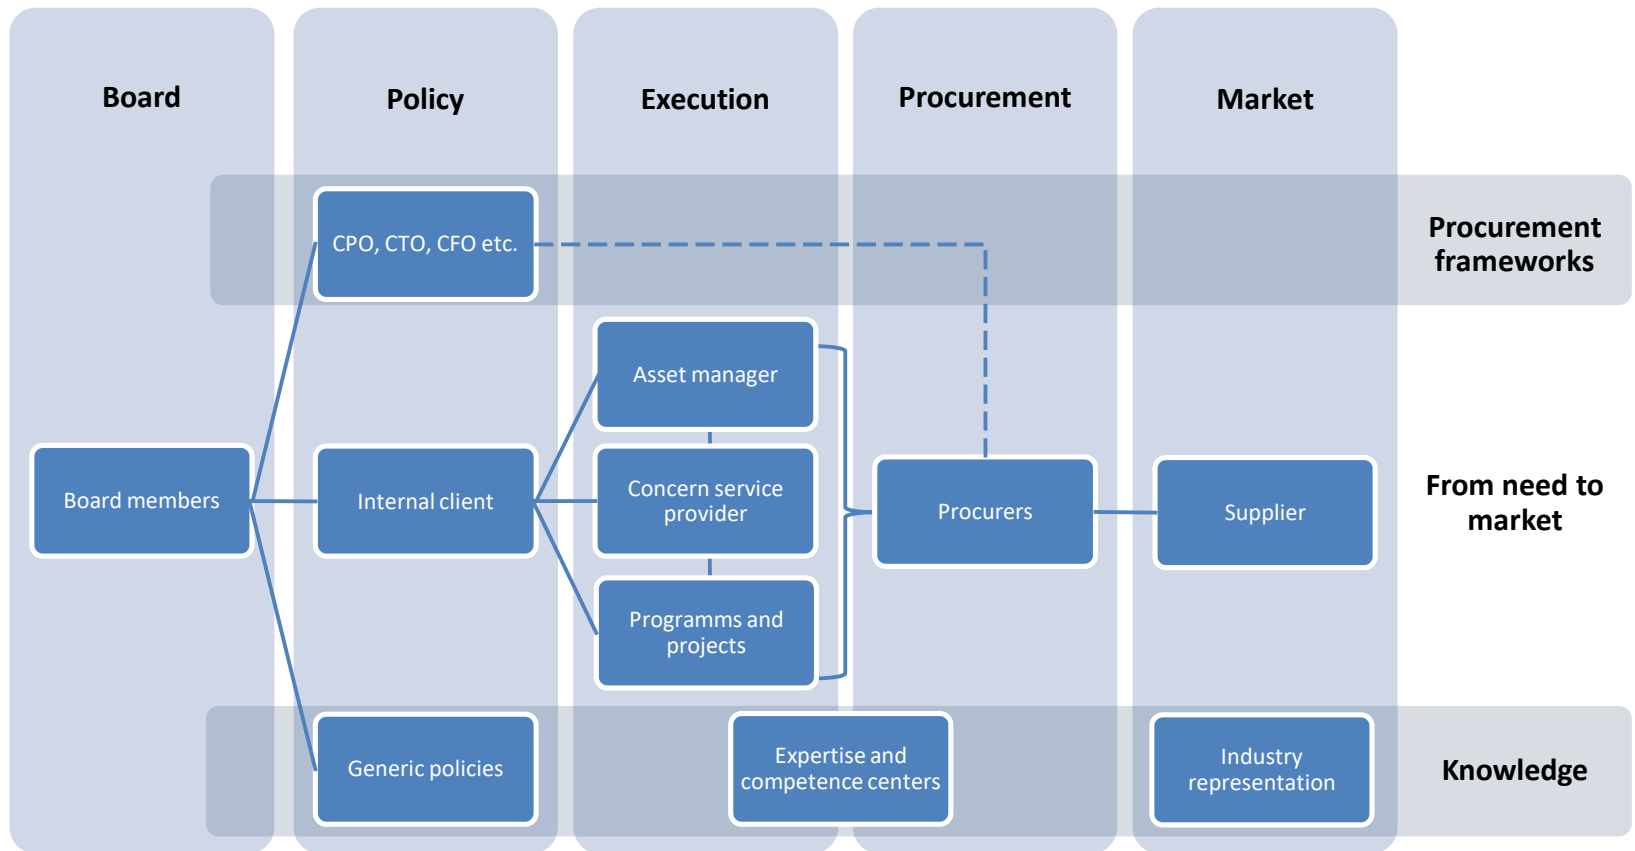 Board
Policy
Execution
Procurement
Market
CPO, CTO, CFO etc.
Procurement
frameworks
Asset manager
Board members
Internal client
Concern service
provider
Procurers
Supplier
From need to
market
Programms and
projects
Generic policies
Expertise and
competence centers
Industry
representation
Knowledge